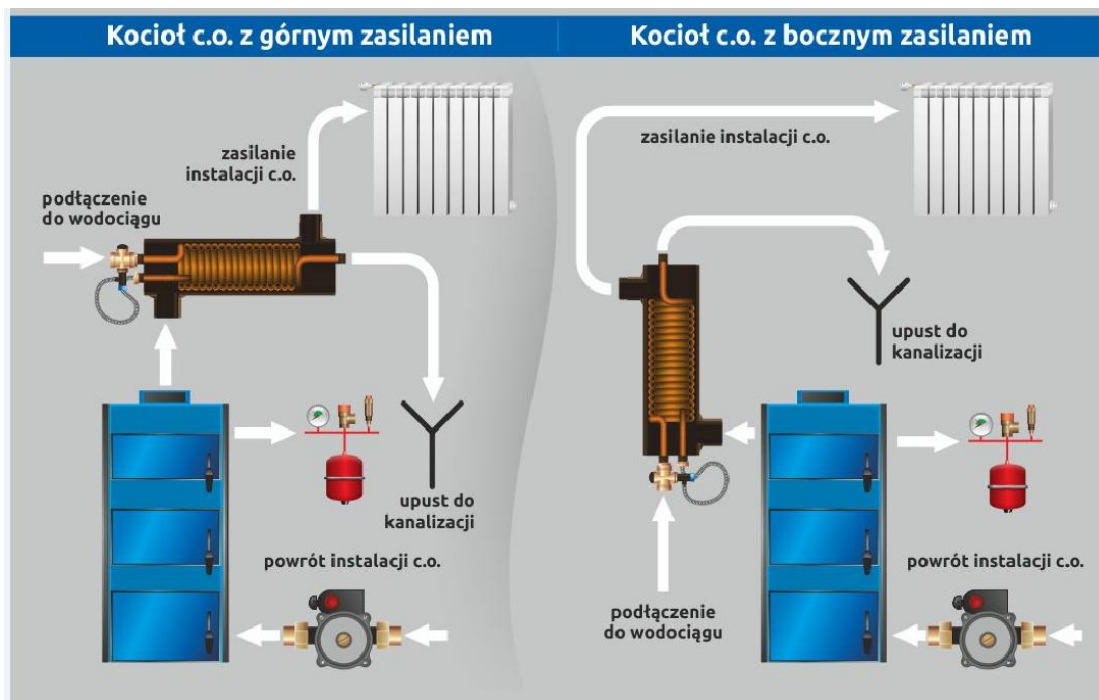 Kocioł c.o. z górnym zasilaniem
zasilanie
instalacji c.o.
podłączenie
do wodociągu
upust do
kanalizacji
powrót instalacji c.o.
Kocioł c.o. z bocznym zasilaniem
zasilanie instalacji c.o.
upust do
kanalizacji
powrót instalacji c.o.
podłączenie
do wodociągu